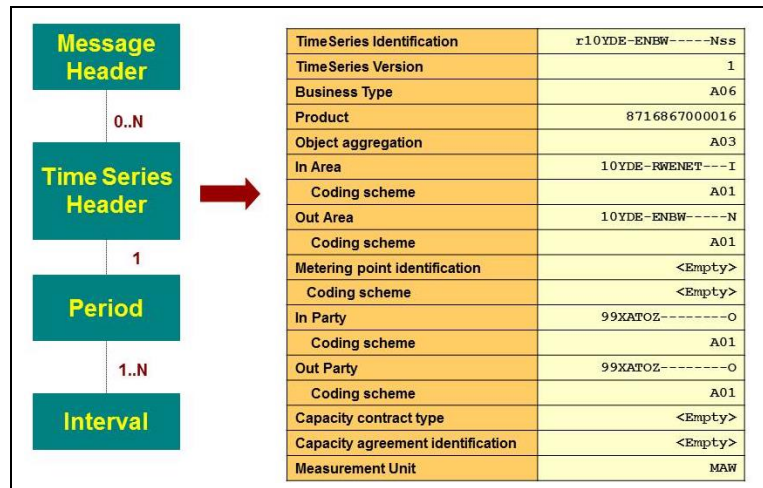 Message
Header
0..N
Time Series
Header
1
Period
1..N
Interval
TimeSeries Identification r10YDE-ENBW-----Nss
TimeSeries Version 1
Business Type A06
Product 8716867000016
Object aggregation A03
In Area 10YDE-RWENET---I
Coding scheme A01
Out Area 10YDE-ENBW-----N
Coding scheme A01
Metering point identification <Empty>
Coding scheme <Empty>
In Party 99XATOZ--------O
Coding scheme A01
Out Party 99XATOZ--------O
Coding scheme A01
Capacity contract type <Empty>
Capacity agreement identification <Empty>
Measurement Unit MAW